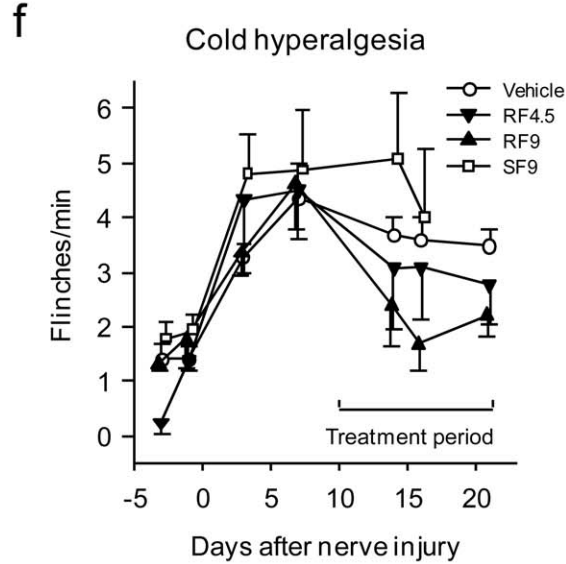 f
Cold hyperalgesia
Vehicle
RF4.5
RF9
SF9
Flinches/min
6
5
4
3
2
1
0
Treatment period
-5 0 5 10 15 20
Days after nerve injury